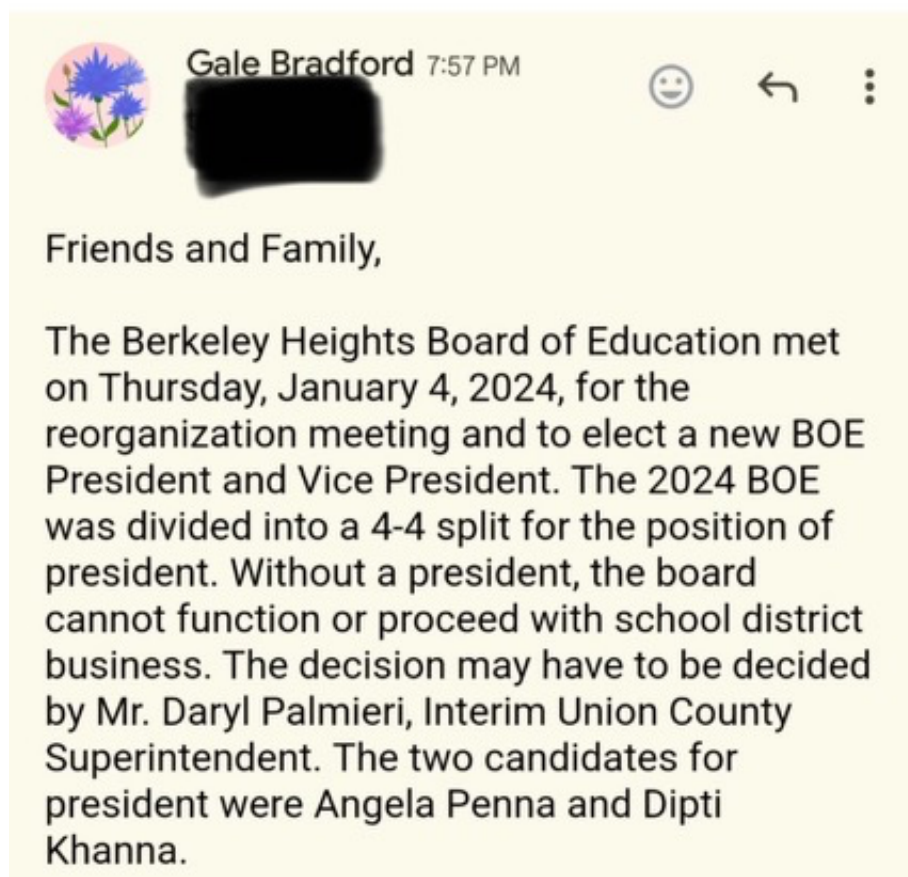 Gale Bradford 7:57 PM
Friends and Family,
The Berkeley Heights Board of Education met
on Thursday, January 4, 2024, for the
reorganization meeting and to elect a new BOE
President and Vice President. The 2024 BOE
was divided into a 4-4 split for the position of
president. Without a president, the board
cannot function or proceed with school district
business. The decision may have to be decided
by Mr. Daryl Palmieri, Interim Union County
Superintendent. The two candidates for
president were Angela Penna and Dipti
Khanna.